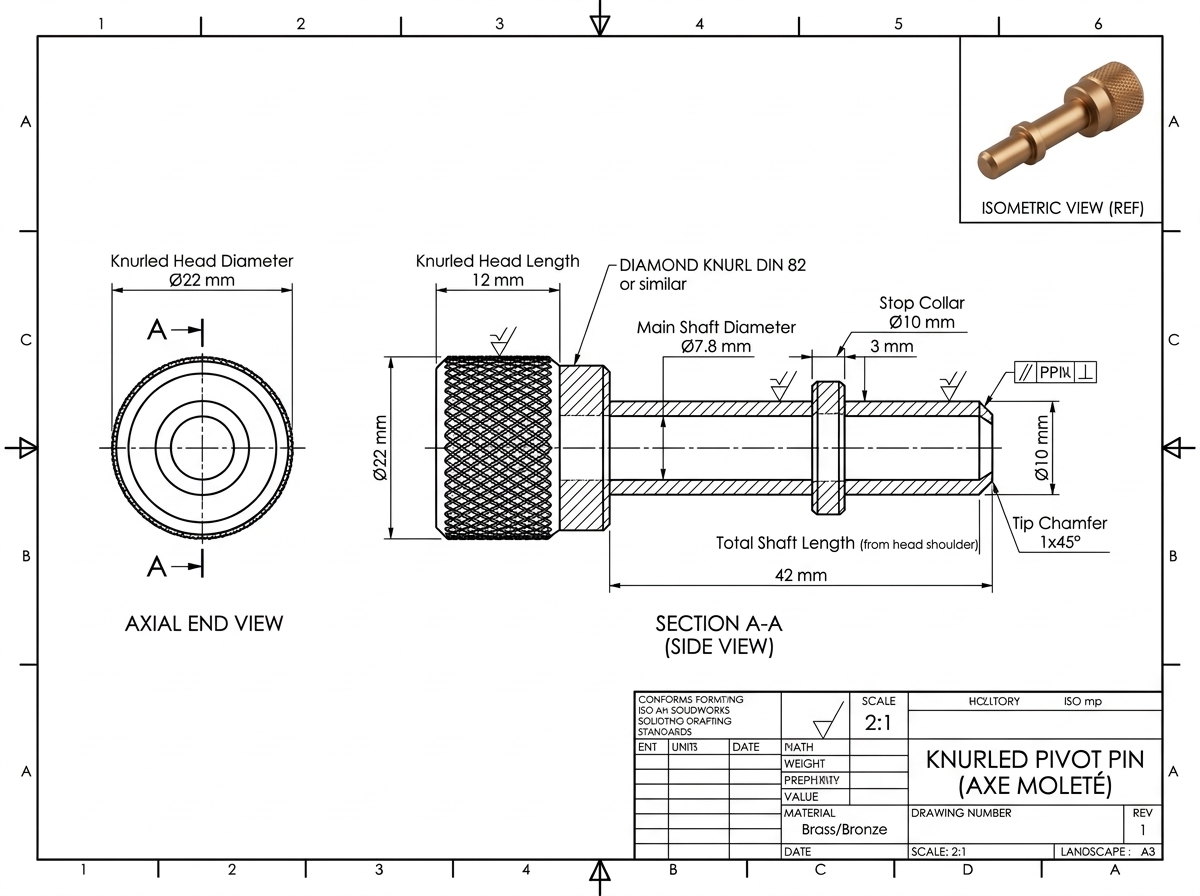 1 2 3 4 5 6
A
A
ISOMETRIC VIEW (REF)
Knurled Head Diameter
Ø22 mm
Knurled Head Length
12 mm
DIAMOND KNURL DIN 82
or similar
Stop Collar
Ø10 mm
Main Shaft Diameter
Ø7.8 mm
3 mm
A
C
C
Ø22 mm
Ø10 mm
Tip Chamfer
1x45°
Total Shaft Length (from head shoulder)
42 mm
A
B
B
AXIAL END VIEW
SECTION A-A
(SIDE VIEW)
CONFORMS FORMTING
ISO AH SOUDWORKS
SOLIOTHO ORAFTING
STANOARDS
SCALE
2:1
HCLITORY ISO mp
ENT UNITS DATE
MATH
WEIGHT
VALUE
KNURLED PIVOT PIN
(AXE MOLETÉ)
A
A
MATERIAL
Brass/Bronze
DRAWING NUMBER
REV
1
DATE
SCALE: 2:1
LANDSCAPE : A3
1 2 3 4 B C D A